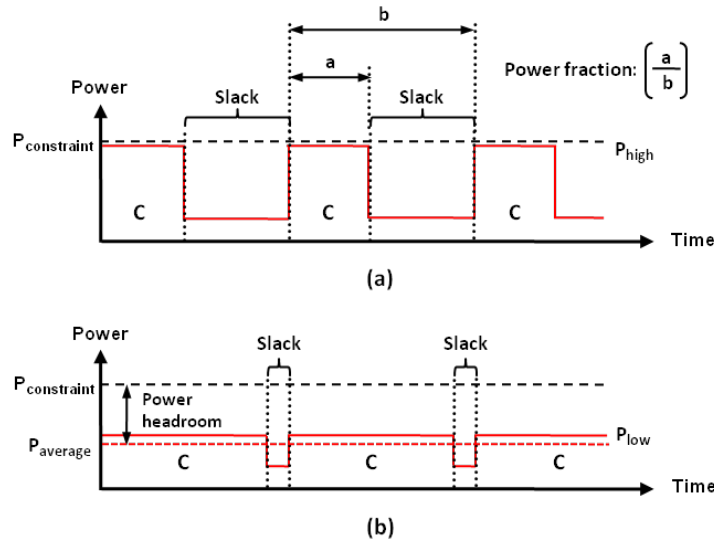 b
a
Power fraction: (a/b)
Power
Slack
Slack
Pconstraint
Phigh
C
C
C
Time
(a)
Power
Slack
Slack
Pconstraint
Power
headroom
Paverage
Plow
C
C
C
Time
(b)